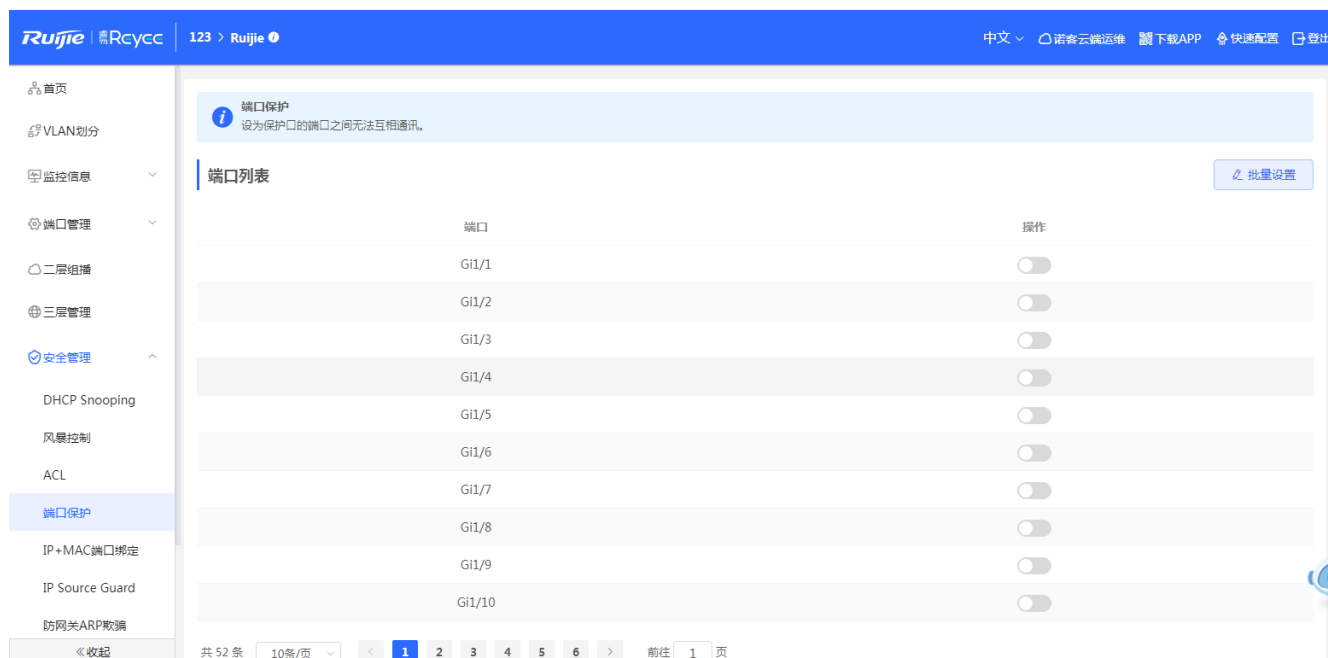 Ruijie | Rcycc 123 > Ruijie
中文 诺客云端运维 下载APP 快速配置 登出
首页
VLAN划分
监控信息
端口管理
二层组播
三层管理
安全管理
DHCP Snooping
风暴控制
ACL
端口保护
IP+MAC端口绑定
IP Source Guard
防网关ARP欺骗
《收起
端口保护
设为保护口的端口之间无法互相通讯。
端口列表
批量设置
端口 操作
Gi1/1
Gi1/2
Gi1/3
Gi1/4
Gi1/5
Gi1/6
Gi1/7
Gi1/8
Gi1/9
Gi1/10
共 52 条 10条/页 < 1 2 3 4 5 6 > 前往 1 页